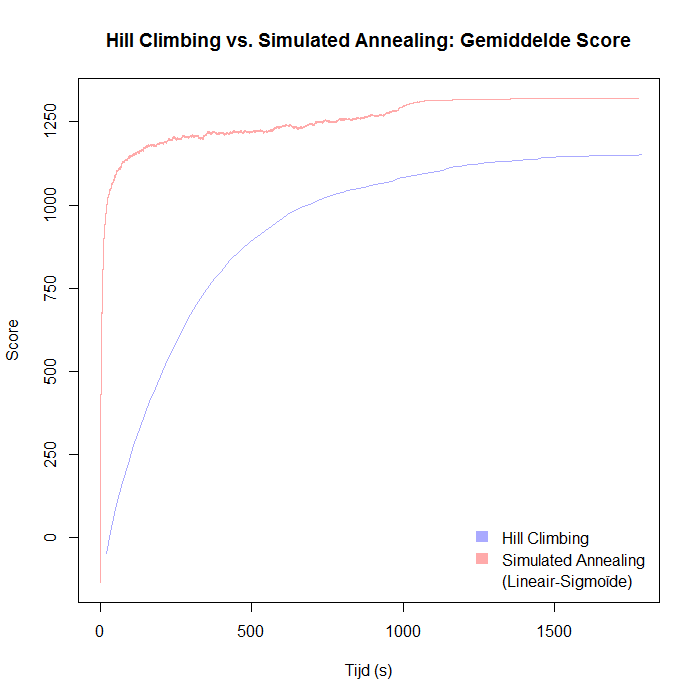 Hill Climbing vs. Simulated Annealing: Gemiddelde Score
Score
1250
1000
750
500
250
0
Hill Climbing
Simulated Annealing
(Lineair-Sigmoïde)
0 500 1000 1500
Tijd (s)